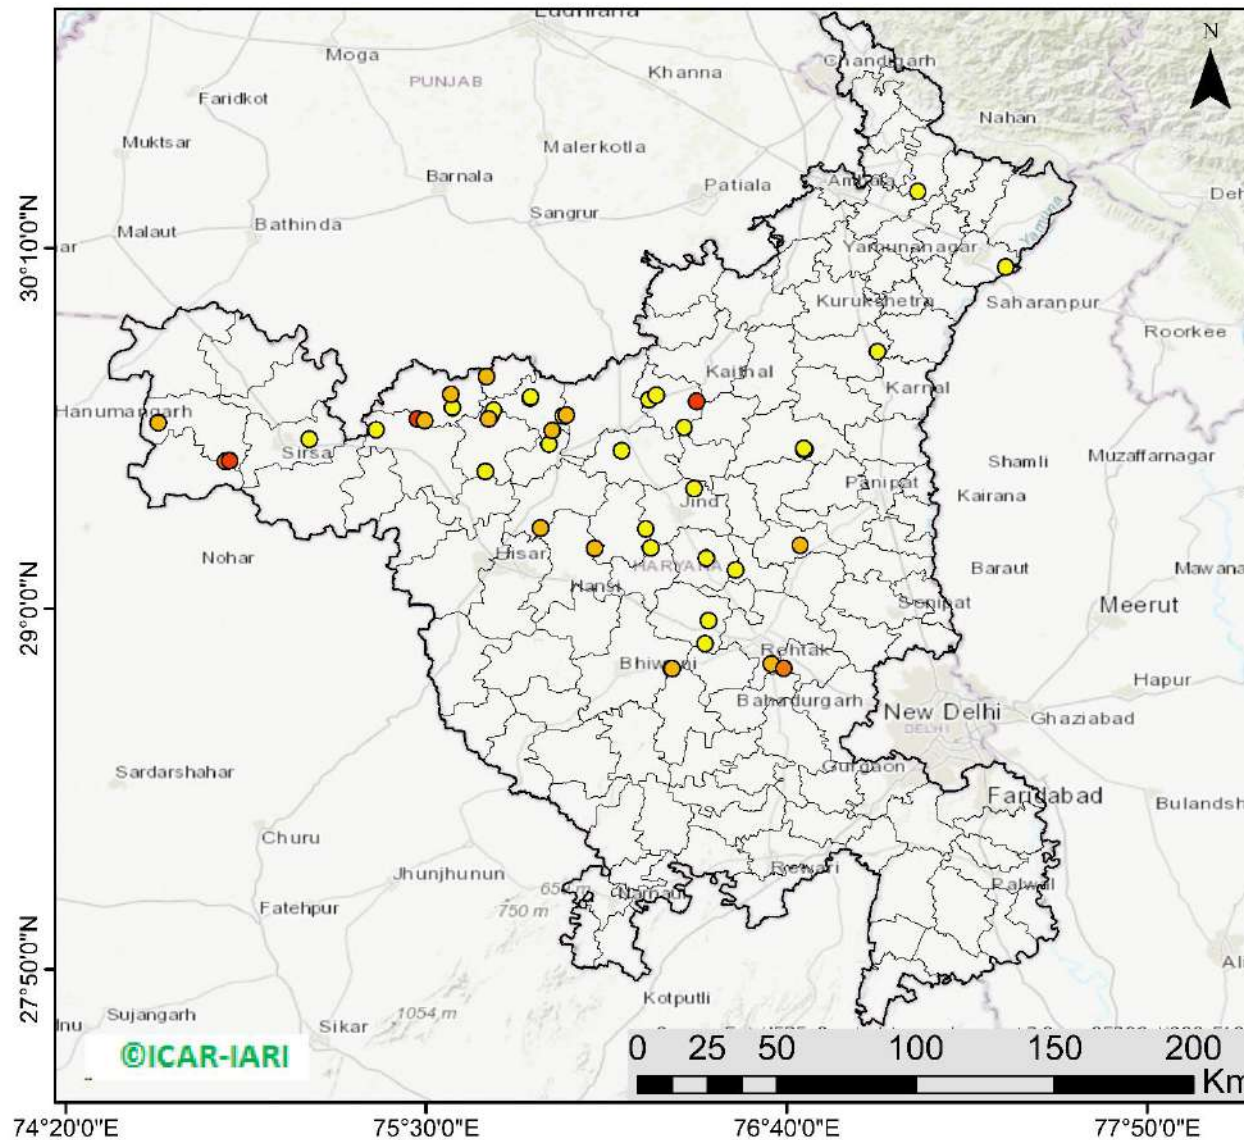 Ludhiana
N
Moga
Chandigarh
Khanna
PUNJAB
Faridkot
Nahan
Muktsar
Malerkotla
Barnala
Patiala
Ambala
Sangrur
Bathinda
Malaut
Yamuna
Yamunanagar
30°10'0"N
Kurukshetra
Saharanpur
Roorkee
Kaithal
Karnal
Hanumangarh
Sirsa
Shamli
Muzaffarnagar
Panipat
Kairana
Jind
Nohar
Hisar
HARYANA
Baraut
Mawana
Hansi
29°0'0"N
Sonipat
Meerut
Rohtak
Bhiwani
Bahadurgarh
Hapur
New Delhi
Ghaziabad
DELHI
Sardarshahar
Gurgaon
Faridabad
Bulandsh
Churu
Rewari
Jhunjhunun
Palwal
Narnaul
Fatehpur
750 m
27°50'0"N
Kotputli
Sujangarh
1054 m
Sikar
©ICAR-IARI
0 25 50 100 150 200
Km
74°20'0"E 75°30'0"E 76°40'0"E 77°50'0"E